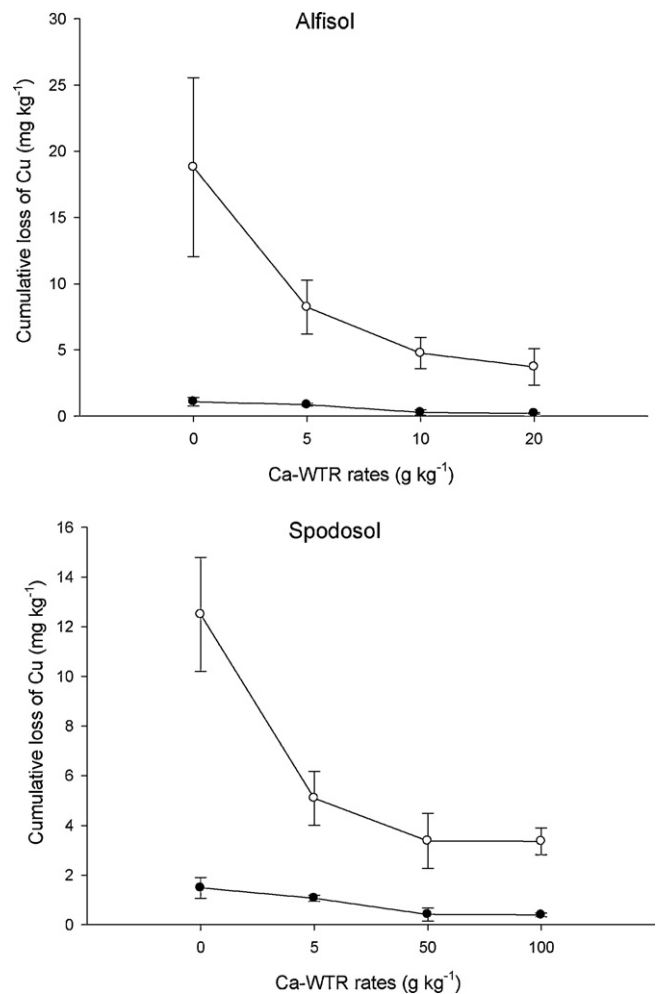 Alfisol
30
25
20
15
10
5
0
Cumulative loss of Cu (mg kg⁻¹)
0 5 10 20
Ca-WTR rates (g kg⁻¹)
Spodosol
16
14
12
10
8
6
4
2
0
Cumulative loss of Cu (mg kg⁻¹)
0 5 50 100
Ca-WTR rates (g kg⁻¹)